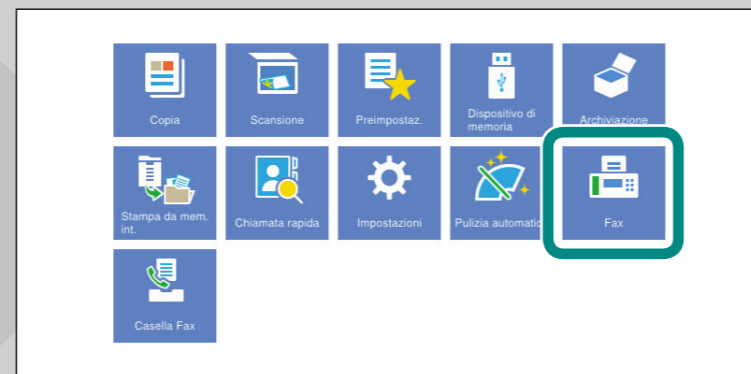 Copia
Scansione
Preimpostaz.
Dispositivo di
memoria
Archiviazione
Stampa da mem.
int.
Chiamata rapida
Impostazioni
Pulizia automatic
Fax
Casella Fax